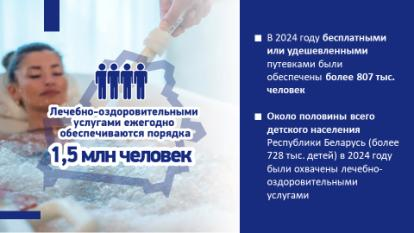 Лечебно-оздоровительными
услугами ежегодно
обеспечиваются порядка
1,5 млн человек
В 2024 году бесплатными
или удешевленными
путевками были
обеспечены более 807 тыс.
человек
Около половины всего
детского населения
Республики Беларусь (более
728 тыс. детей) в 2024 году
были охвачены лечебно-
оздоровительными
услугами